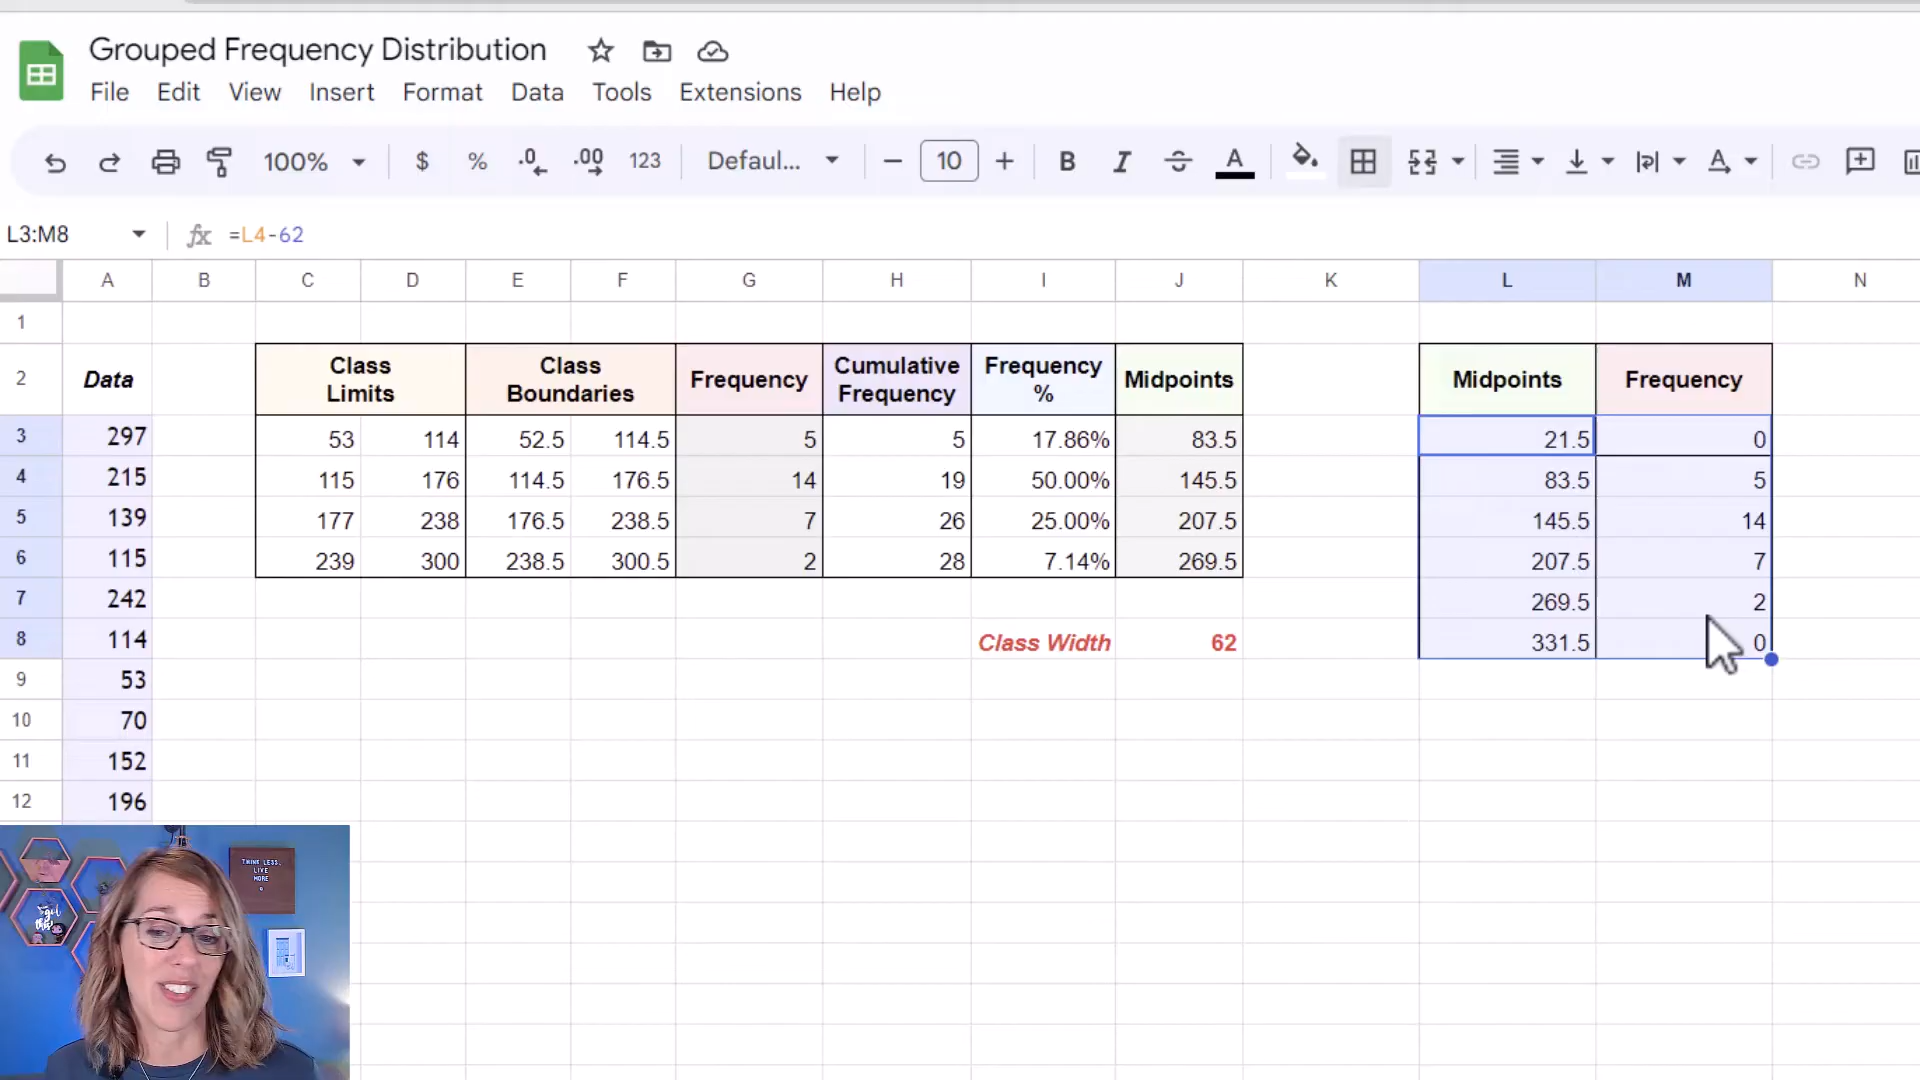 Grouped Frequency Distribution
File Edit View Insert Format Data Tools Extensions Help
100% $ % .0 .00 123 Defaul... − 10 + B I S A A
L3:M8 fx =L4-62
A B C D E F G H I J K L M N
1
2 Data Class Limits Class Boundaries Frequency Cumulative Frequency Frequency % Midpoints Midpoints Frequency
3 297 53 114 52.5 114.5 5 5 17.86% 83.5 21.5 0
4 215 115 176 114.5 176.5 14 19 50.00% 145.5 83.5 5
5 139 177 238 176.5 238.5 7 26 25.00% 207.5 145.5 14
6 115 239 300 238.5 300.5 2 28 7.14% 269.5 207.5 7
7 242 269.5 2
8 114 Class Width 62 331.5 0
9 53
10 70
11 152
12 196
THINK LESS,
LIVE
MORE